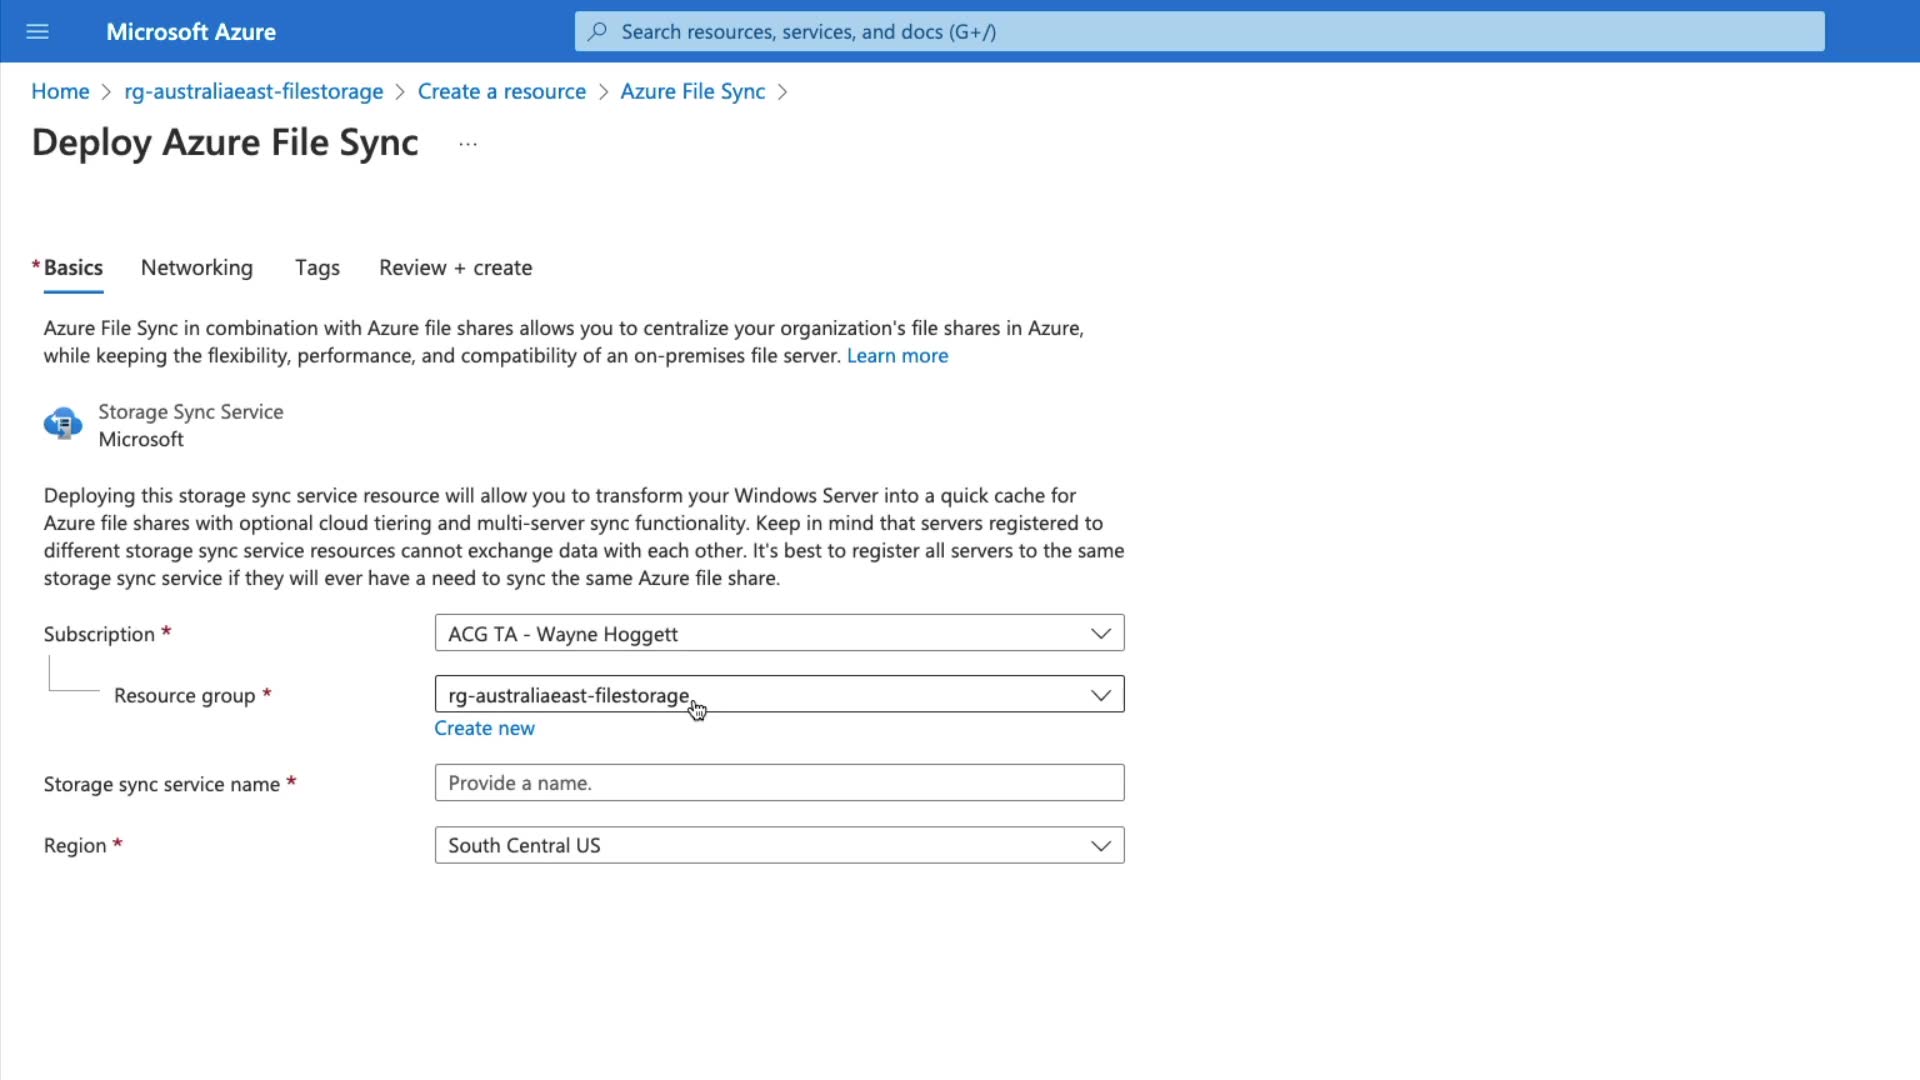 Microsoft Azure
Search resources, services, and docs (G+/)
Home > rg-australiaeast-filestorage > Create a resource > Azure File Sync >
Deploy Azure File Sync ...
* Basics Networking Tags Review + create
Azure File Sync in combination with Azure file shares allows you to centralize your organization's file shares in Azure,
while keeping the flexibility, performance, and compatibility of an on-premises file server. Learn more
Storage Sync Service
Microsoft
Deploying this storage sync service resource will allow you to transform your Windows Server into a quick cache for
Azure file shares with optional cloud tiering and multi-server sync functionality. Keep in mind that servers registered to
different storage sync service resources cannot exchange data with each other. It's best to register all servers to the same
storage sync service if they will ever have a need to sync the same Azure file share.
Subscription * ACG TA - Wayne Hoggett
Resource group * rg-australiaeast-filestorage
Create new
Storage sync service name * Provide a name.
Region * South Central US